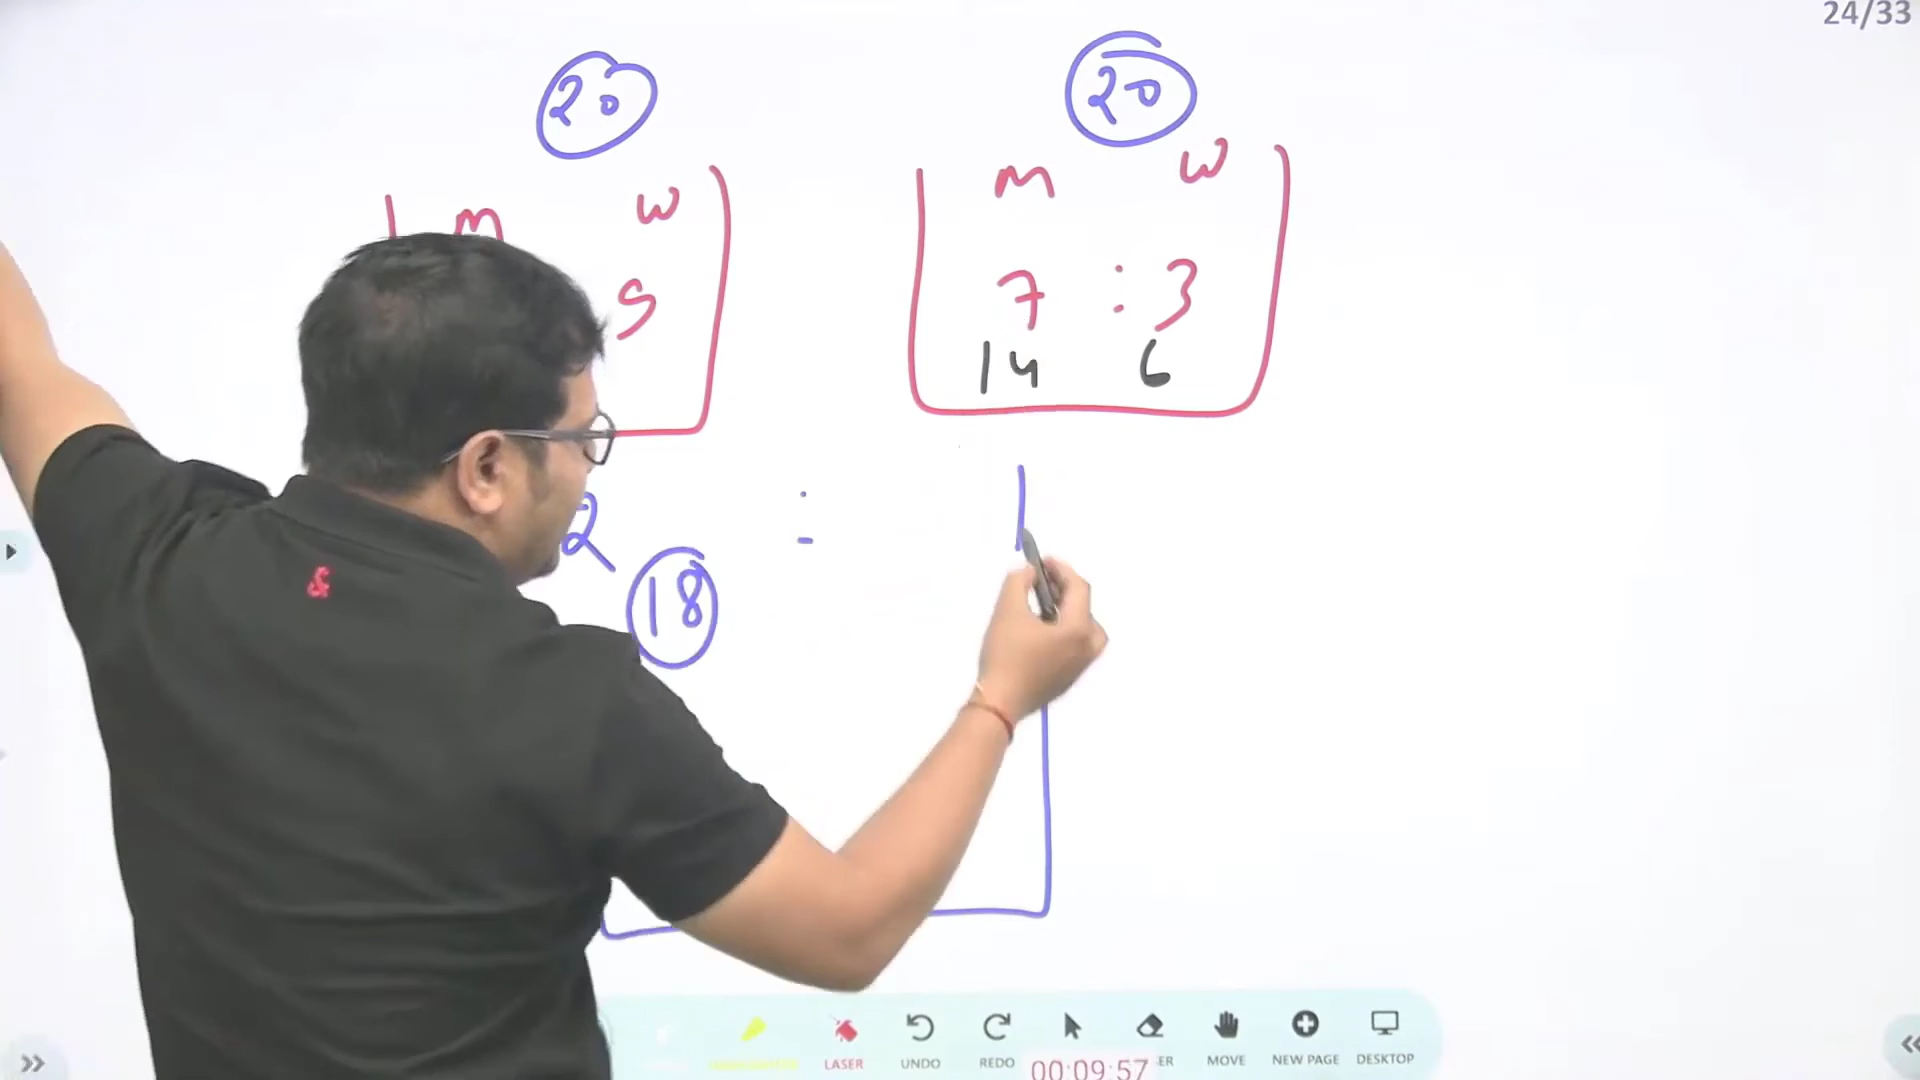 24/33
20 20
m w m w
5 7 : 3
14 6
2 : 1
18
LASER UNDO REDO MOVE NEW PAGE DESKTOP
00:09:57